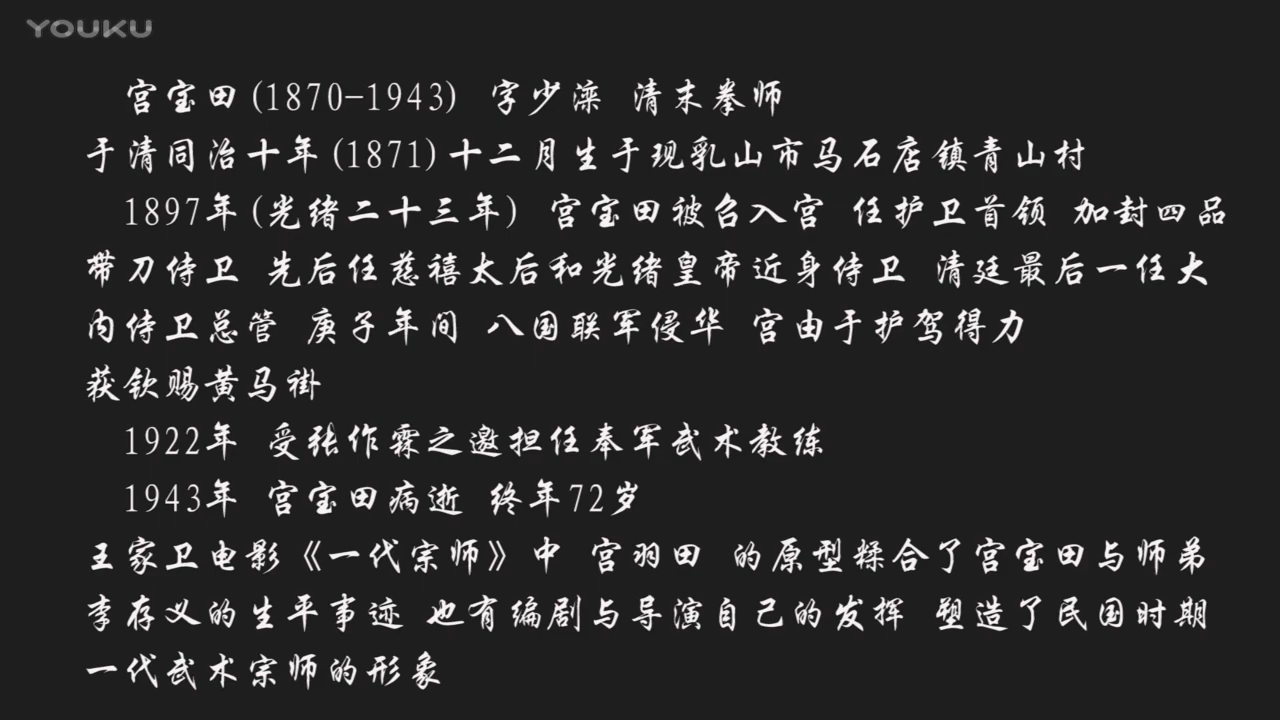 YOUKU
宫宝田(1870-1943) 字少滦 清末拳师
于清同治十年(1871)十二月生于现乳山市马石店镇青山村
1897年(光绪二十三年) 宫宝田被召入宫 任护卫首领 加封四品
带刀侍卫 先后任慈禧太后和光绪皇帝近身侍卫 清廷最后一任大
内侍卫总管 庚子年间 八国联军侵华 宫由于护驾得力
获钦赐黄马褂
1922年 受张作霖之邀担任奉军武术教练
1943年 宫宝田病逝 终年72岁
王家卫电影《一代宗师》中 宫羽田 的原型糅合了宫宝田与师弟
李存义的生平事迹 也有编剧与导演自己的发挥 塑造了民国时期
一代武术宗师的形象